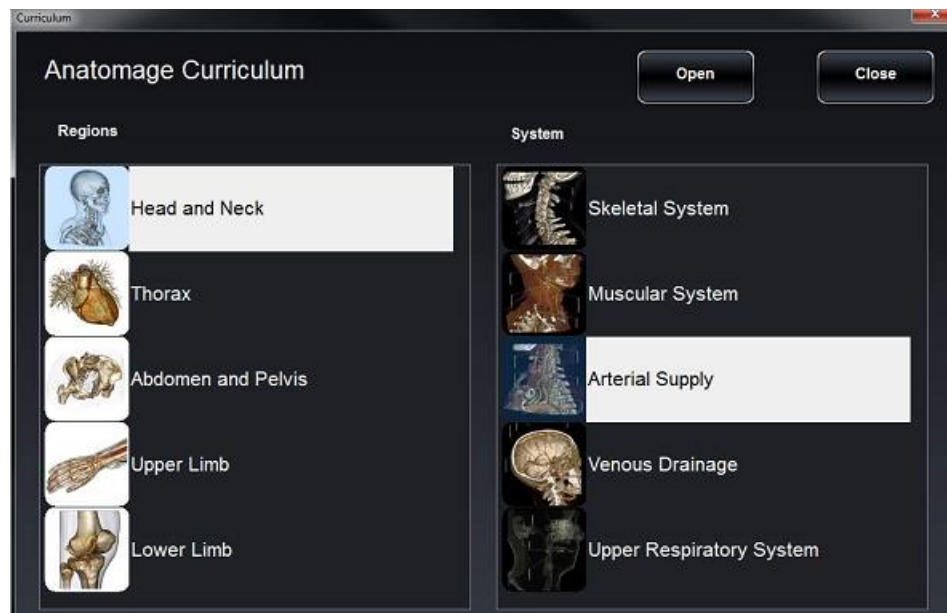 Curriculum
Anatomage Curriculum
Open
Close
Regions
System
Head and Neck
Thorax
Abdomen and Pelvis
Upper Limb
Lower Limb
Skeletal System
Muscular System
Arterial Supply
Venous Drainage
Upper Respiratory System